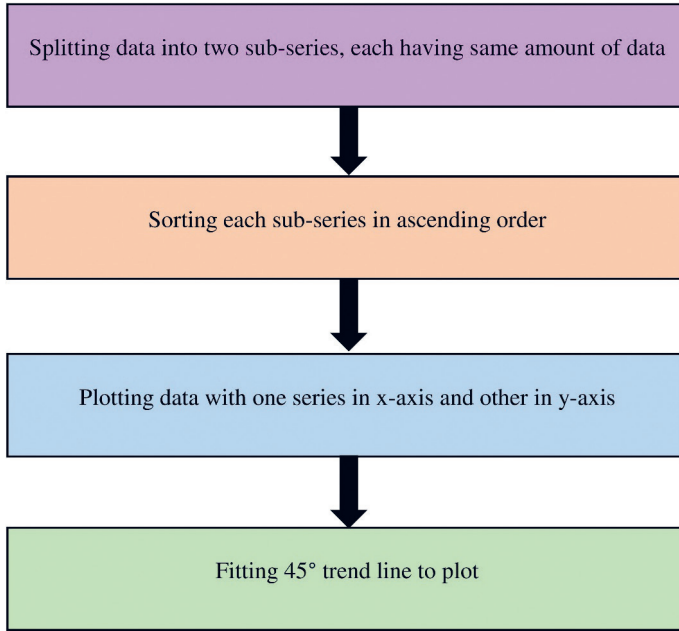 Splitting data into two sub-series, each having same amount of data
Sorting each sub-series in ascending order
Plotting data with one series in x-axis and other in y-axis
Fitting 45° trend line to plot